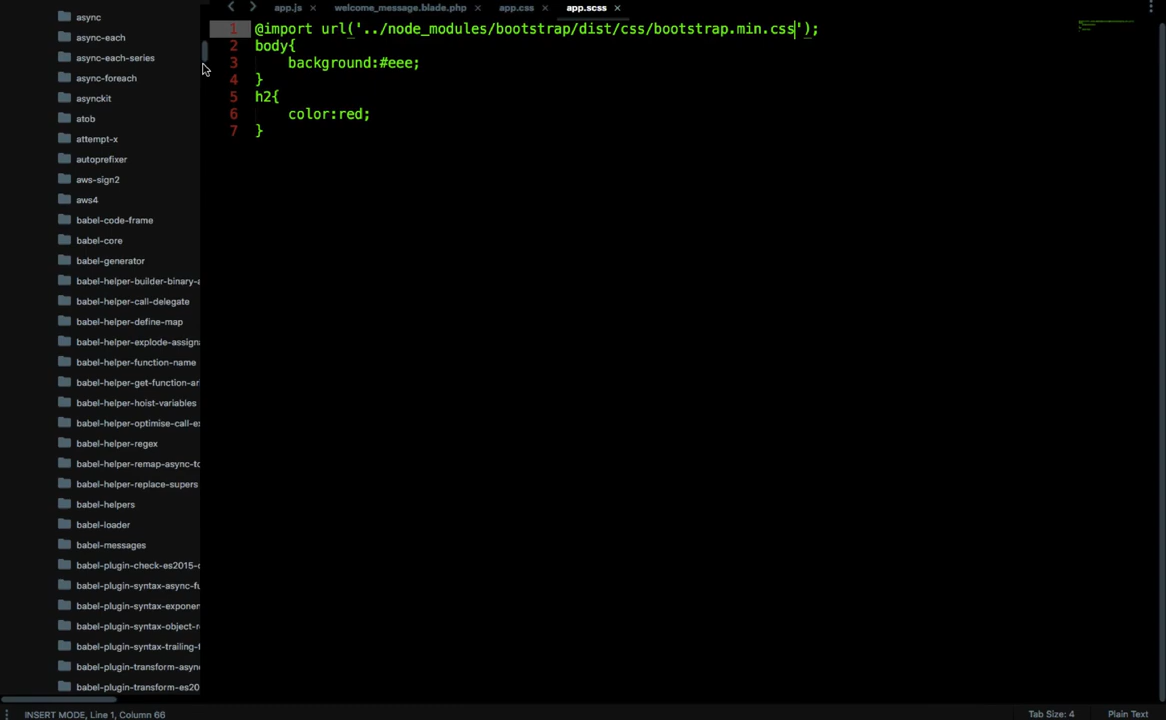 app.js × welcome_message.blade.php × app.css × app.scss ×
async
async-each
async-each-series
async-foreach
asynckit
atob
attempt-x
autoprefixer
aws-sign2
aws4
babel-code-frame
babel-core
babel-generator
babel-helper-builder-binary-a
babel-helper-call-delegate
babel-helper-define-map
babel-helper-explode-assigna
babel-helper-function-name
babel-helper-get-function-ar
babel-helper-hoist-variables
babel-helper-optimise-call-ex
babel-helper-regex
babel-helper-remap-async-to
babel-helper-replace-supers
babel-helpers
babel-loader
babel-messages
babel-plugin-check-es2015-c
babel-plugin-syntax-async-fu
babel-plugin-syntax-exponen
babel-plugin-syntax-object-r
babel-plugin-syntax-trailing-f
babel-plugin-transform-async
babel-plugin-transform-es20
1 @import url('../node_modules/bootstrap/dist/css/bootstrap.min.css');
2 body{
3 background:#eee;
4 }
5 h2{
6 color:red;
7 }
INSERT MODE, Line 1, Column 66
Tab Size: 4 Plain Text